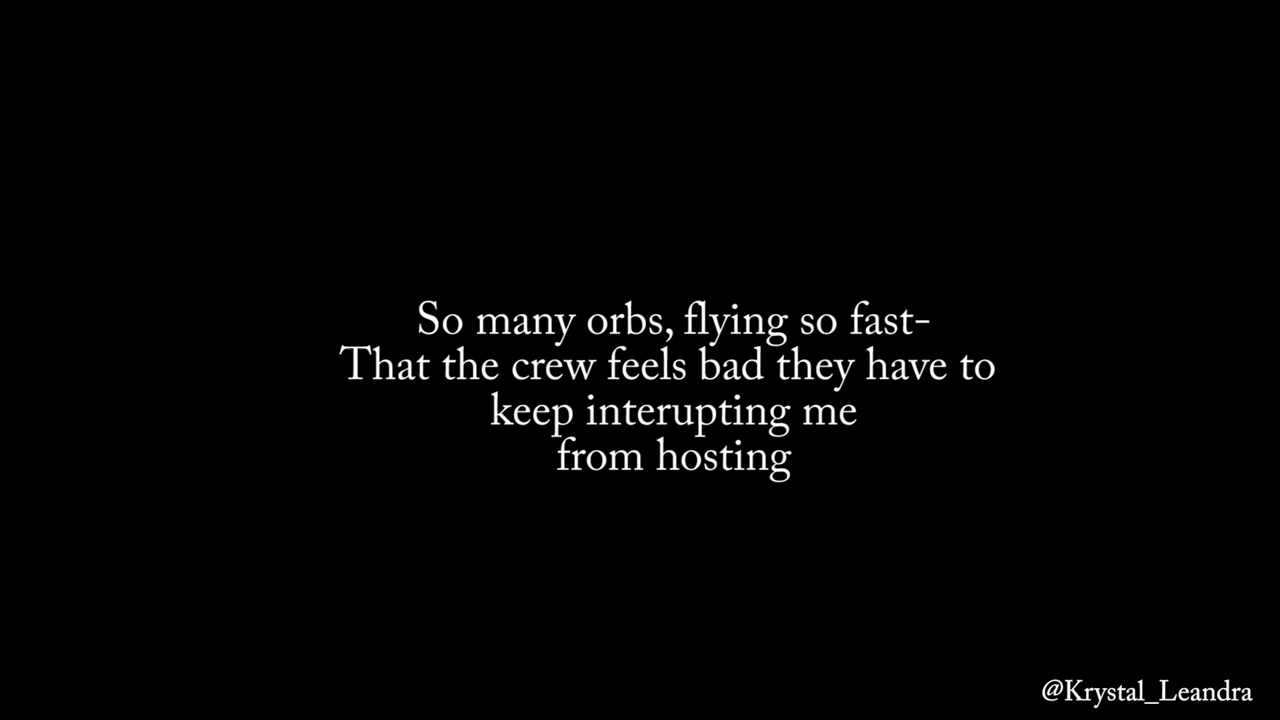 So many orbs, flying so fast-
That the crew feels bad they have to
keep interupting me
from hosting
@Krystal_Leandra